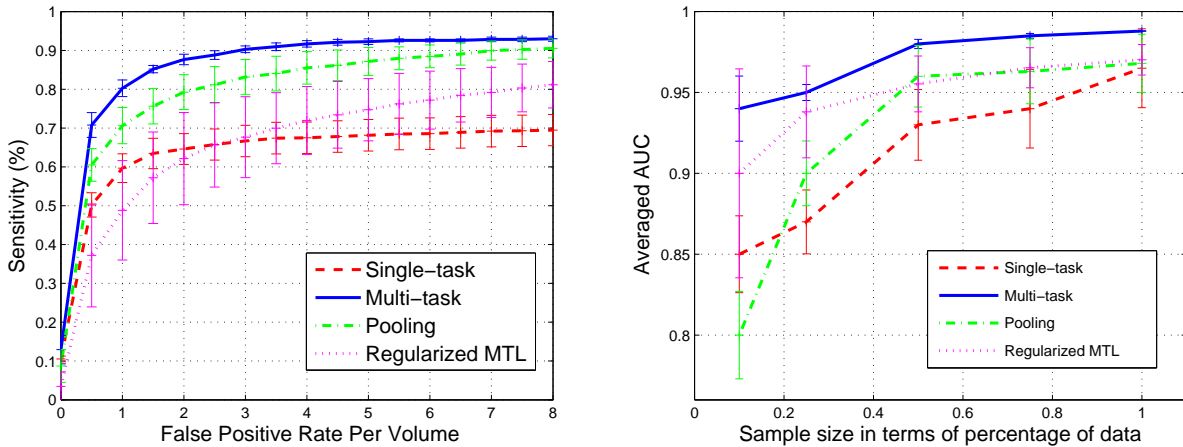 1
0.9
0.8
0.7
0.6
0.5
0.4
0.3
0.2
0.1
0
Sensitivity (%)
Single-task
Multi-task
Pooling
Regularized MTL
0 1 2 3 4 5 6 7 8
False Positive Rate Per Volume
1
0.95
0.9
0.85
0.8
Averaged AUC
Single-task
Multi-task
Pooling
Regularized MTL
0 0.2 0.4 0.6 0.8 1
Sample size in terms of percentage of data